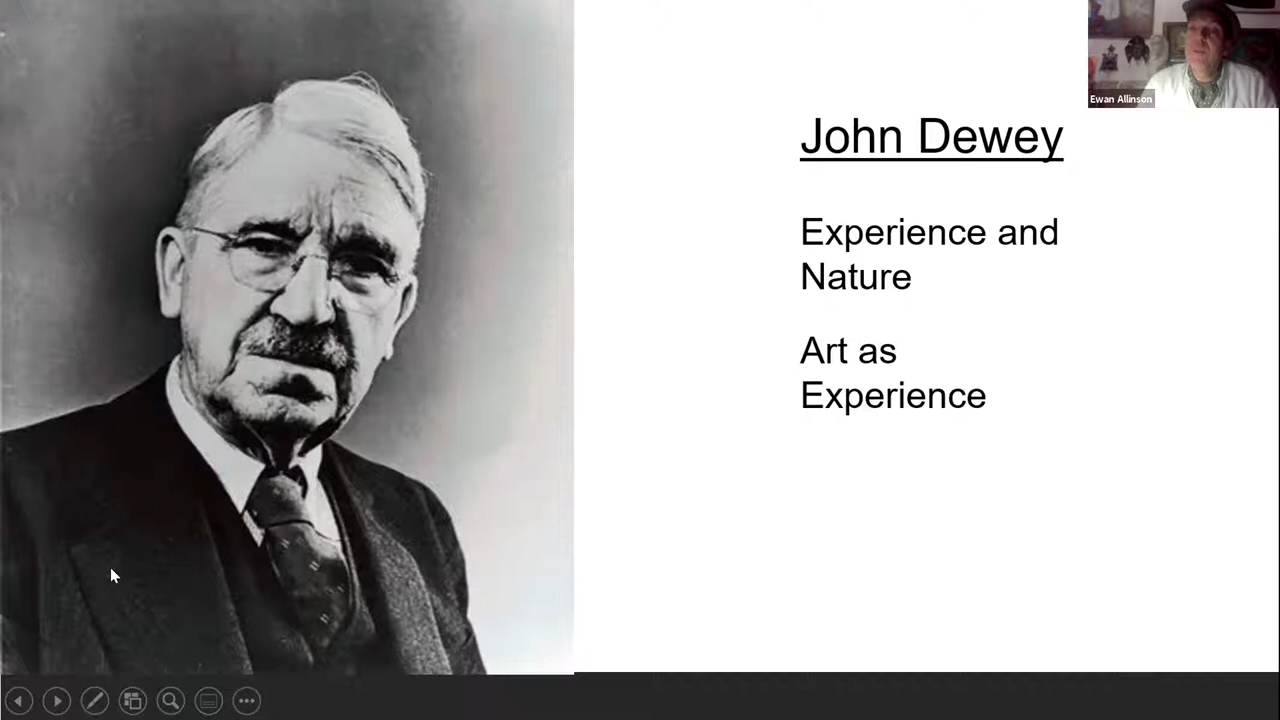 Ewan Allinson
John Dewey
Experience and
Nature
Art as
Experience